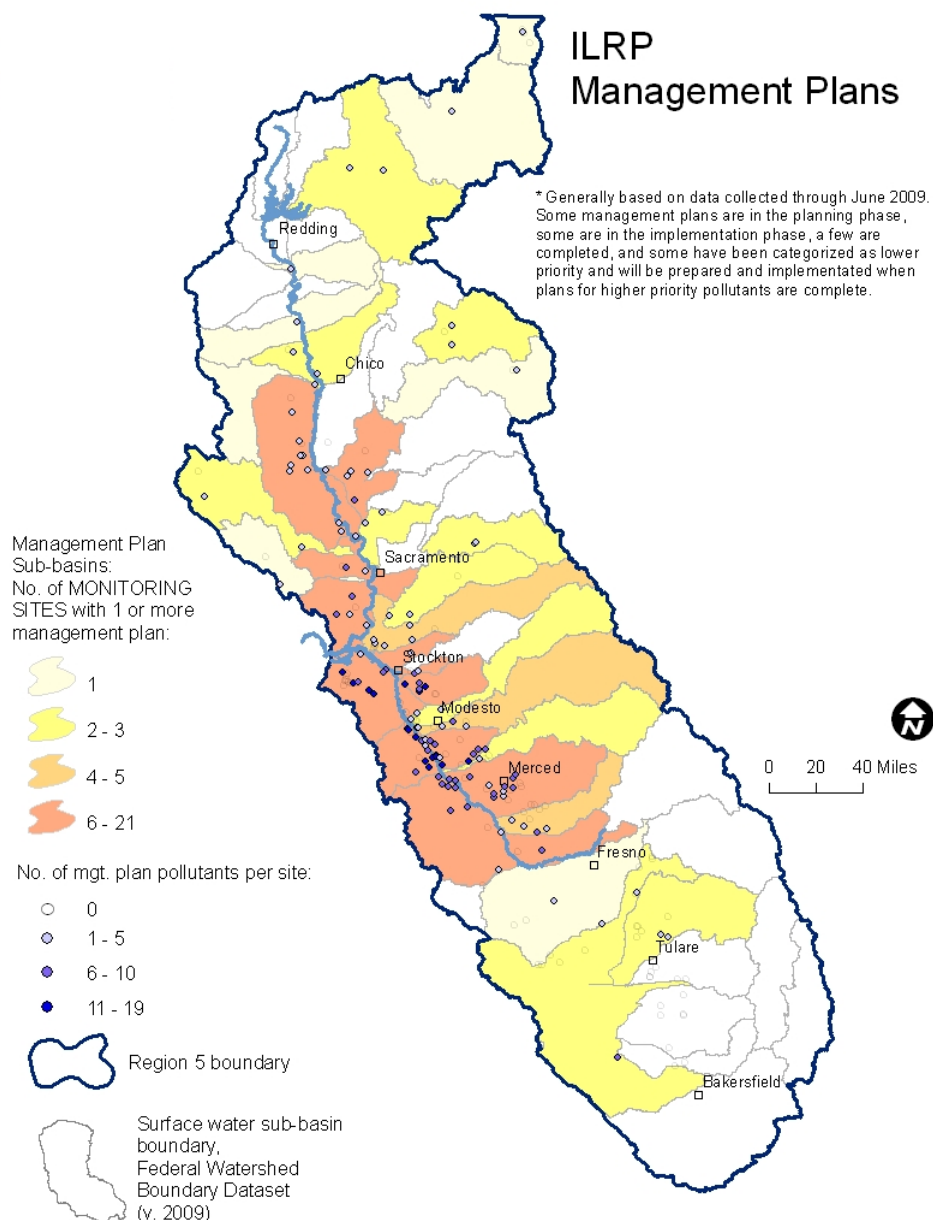 ILRP
Management Plans
* Generally based on data collected through June 2009.
Some management plans are in the planning phase,
some are in the implementation phase, a few are
completed, and some have been categorized as lower
priority and will be prepared and implementated when
plans for higher priority pollutants are complete.
Redding
Chico
Sacramento
Stockton
Modesto
Merced
Fresno
Tulare
Bakersfield
N
0 20 40 Miles
Management Plan
Sub-basins:
No. of MONITORING
SITES with 1 or more
management plan:
1
2 - 3
4 - 5
6 - 21
No. of mgt. plan pollutants per site:
0
1 - 5
6 - 10
11 - 19
Region 5 boundary
Surface water sub-basin
boundary,
Federal Watershed
Boundary Dataset
(v. 2009)